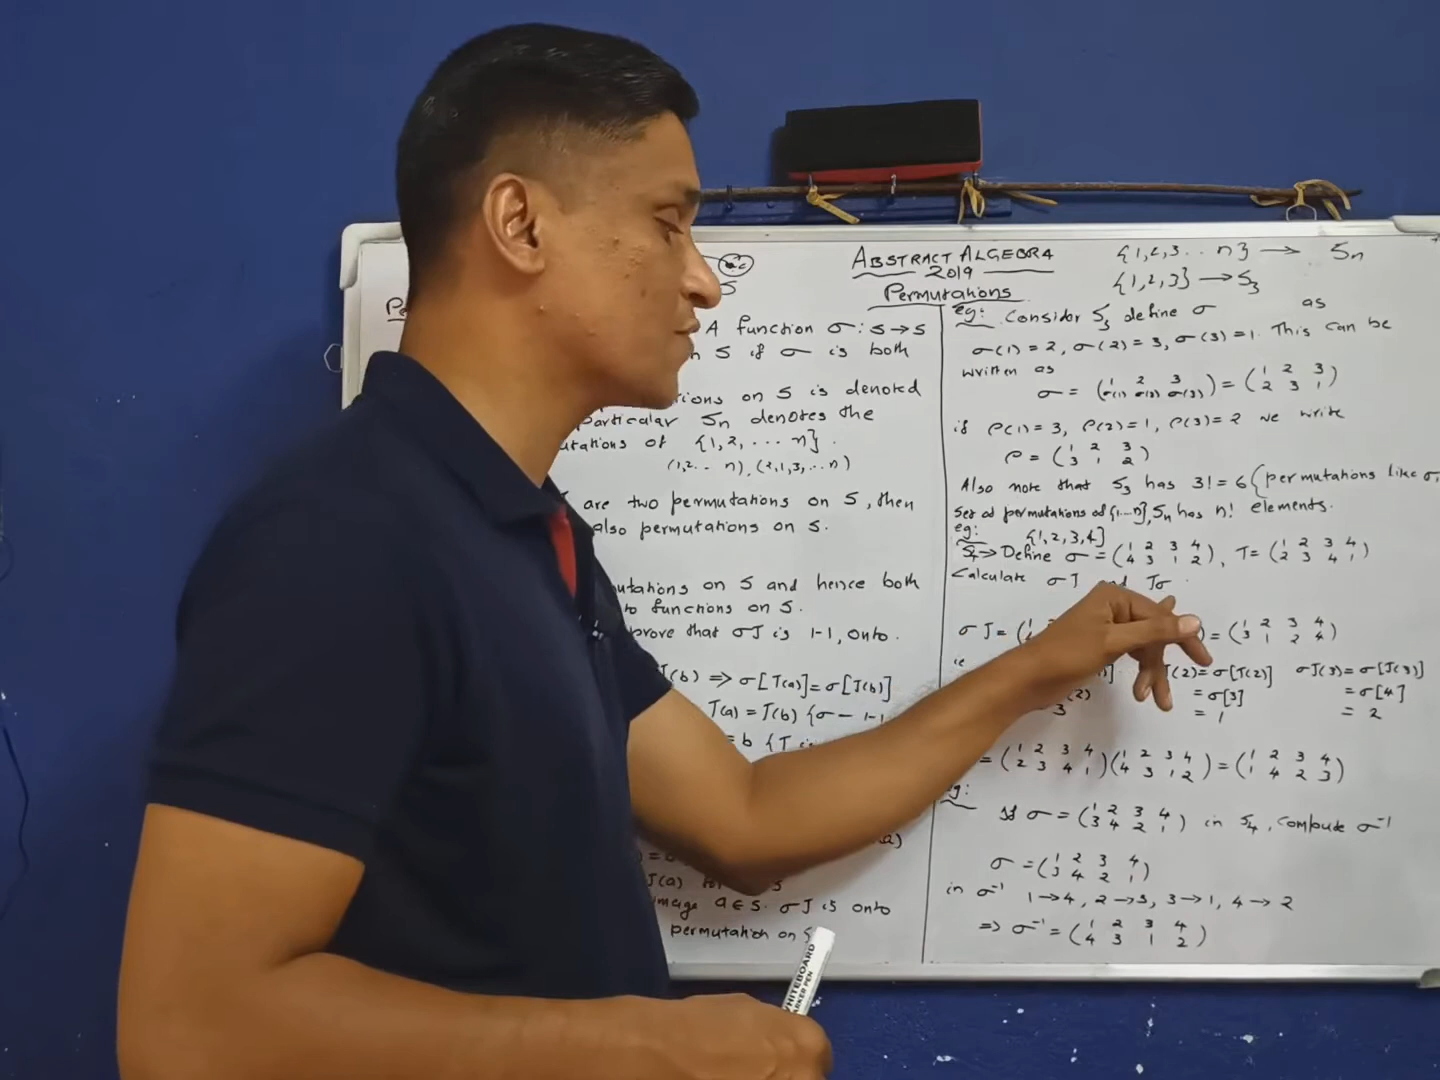 ABSTRACT ALGEBRA
2019
Permutations
{1,2,3.. n} → Sn
{1,2,3} → S3
A function σ: S→S
S if σ is both
ions on S is denoted
particular Sn denotes the
utations of {1,2, ... n}.
(1,2.. n), (2,1,3,..n)
are two permutations on S, then
also permutations on S.
utations on S and hence both
to functions on S.
prove that σJ is 1-1, onto.
J(b) ⇒ σ[J(a)] = σ[J(b)]
J(a) = J(b) {σ - 1-1
= b {J
J(a)
image a∈S. σJ is onto
permutation on S
WHITEBOARD
MARKER PEN
eg: Consider S3 define σ as
σ(1) = 2, σ(2) = 3, σ(3) = 1. This can be
written as
σ = (1 2 3
σ(1) σ(2) σ(3)) = (1 2 3
2 3 1)
if ρ(1) = 3, ρ(2) = 1, ρ(3) = 2 we write
ρ = (1 2 3
3 1 2)
Also note that S3 has 3! = 6 {permutations like σ,
Set of permutations of {1...n}, Sn has n! elements.
eg: {1,2,3,4}
S4→ Define σ = (1 2 3 4
4 3 1 2), J = (1 2 3 4
2 3 4 1)
Calculate σJ and Jσ.
σJ = (1
) = (1 2 3 4
3 1 2 4)
ie
J(2) = σ[J(2)] σJ(3) = σ[J(3)]
(2) = σ[3] = σ[4]
3 = 1 = 2
= (1 2 3 4
2 3 4 1)(1 2 3 4
4 3 1 2) = (1 2 3 4
1 4 2 3)
eg:
If σ = (1 2 3 4
3 4 2 1) in S4, compute σ⁻¹
σ = (1 2 3 4
3 4 2 1)
in σ⁻¹ 1→4, 2→3, 3→1, 4→2
⇒ σ⁻¹ = (1 2 3 4
4 3 1 2)